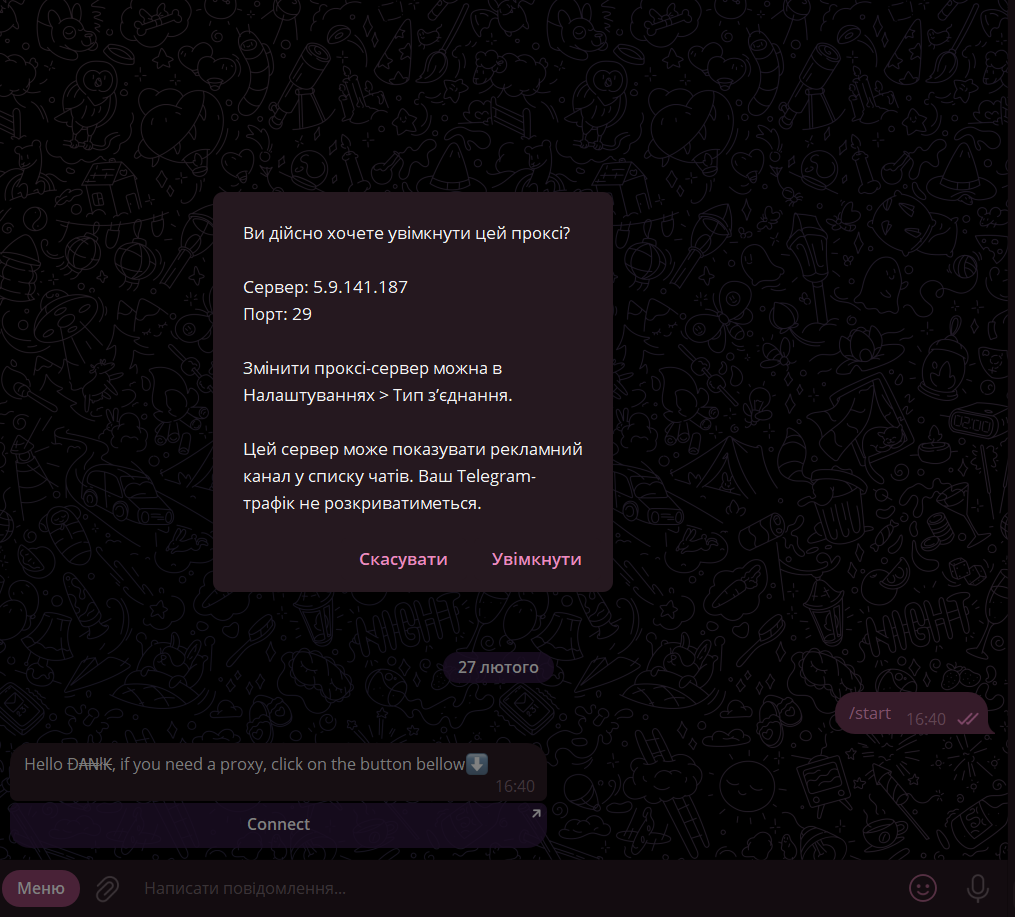 Ви дійсно хочете увімкнути цей проксі?
Сервер: 5.9.141.187
Порт: 29
Змінити проксі-сервер можна в
Налаштуваннях > Тип з’єднання.
Цей сервер може показувати рекламний
канал у списку чатів. Ваш Telegram-
трафік не розкриватиметься.
Скасувати Увімкнути
27 лютого
/start 16:40
Hello Đ₳₦ł₭, if you need a proxy, click on the button bellow⬇️
16:40
Connect
Меню Написати повідомлення...